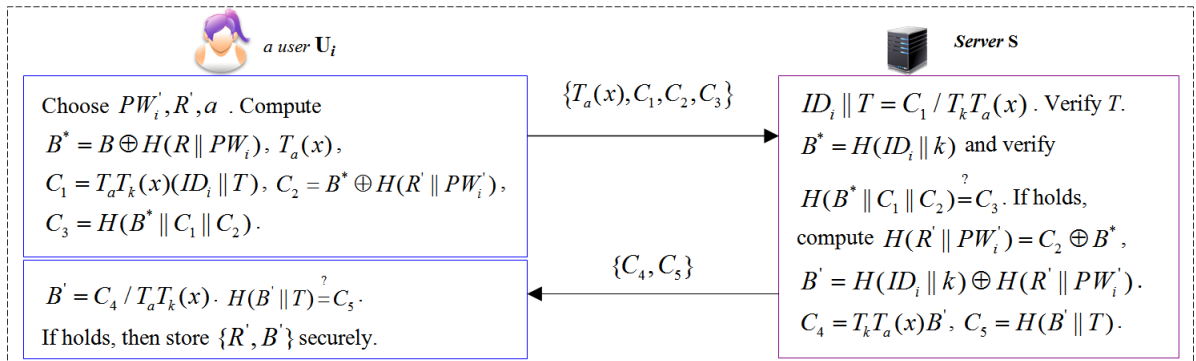 a user U_i
Server S
Choose PW_i', R', a . Compute
B^* = B ⊕ H(R || PW_i), T_a(x),
C_1 = T_aT_k(x)(ID_i || T), C_2 = B^* ⊕ H(R' || PW_i'),
C_3 = H(B^* || C_1 || C_2).
{T_a(x), C_1, C_2, C_3}
ID_i || T = C_1 / T_kT_a(x). Verify T.
B^* = H(ID_i || k) and verify
H(B^* || C_1 || C_2) ?= C_3. If holds,
compute H(R' || PW_i') = C_2 ⊕ B^*,
B' = H(ID_i || k) ⊕ H(R' || PW_i').
C_4 = T_kT_a(x)B', C_5 = H(B' || T).
{C_4, C_5}
B' = C_4 / T_aT_k(x). H(B' || T) ?= C_5.
If holds, then store {R', B'} securely.